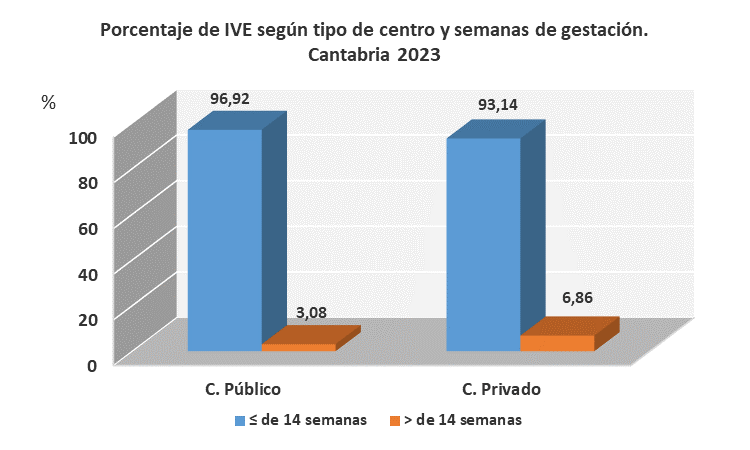 Porcentaje de IVE según tipo de centro y semanas de gestación.
Cantabria 2023
%
96,92
93,14
100
80
60
40
20
0
3,08
6,86
C. Público
C. Privado
≤ de 14 semanas
> de 14 semanas